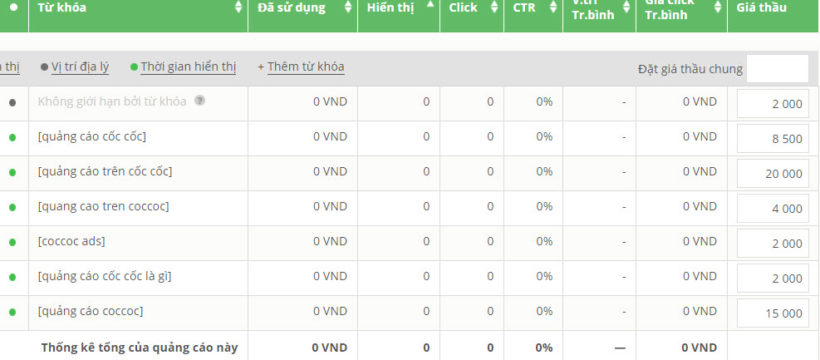 Từ khóa Đã sử dụng Hiển thị Click CTR V.trí Tr.bình Giá click Tr.bình Giá thầu
thị Vị trí địa lý Thời gian hiển thị + Thêm từ khóa Đặt giá thầu chung
Không giới hạn bởi từ khóa ? 0 VND 0 0 0% - 0 VND 2 000
[quảng cáo cốc cốc] 0 VND 0 0 0% - 0 VND 8 500
[quảng cáo trên cốc cốc] 0 VND 0 0 0% - 0 VND 20 000
[quang cao tren coccoc] 0 VND 0 0 0% - 0 VND 4 000
[coccoc ads] 0 VND 0 0 0% - 0 VND 2 000
[quảng cáo cốc cốc là gì] 0 VND 0 0 0% - 0 VND 2 000
[quảng cáo coccoc] 0 VND 0 0 0% - 0 VND 15 000
Thống kê tổng của quảng cáo này 0 VND 0 0 0% — 0 VND